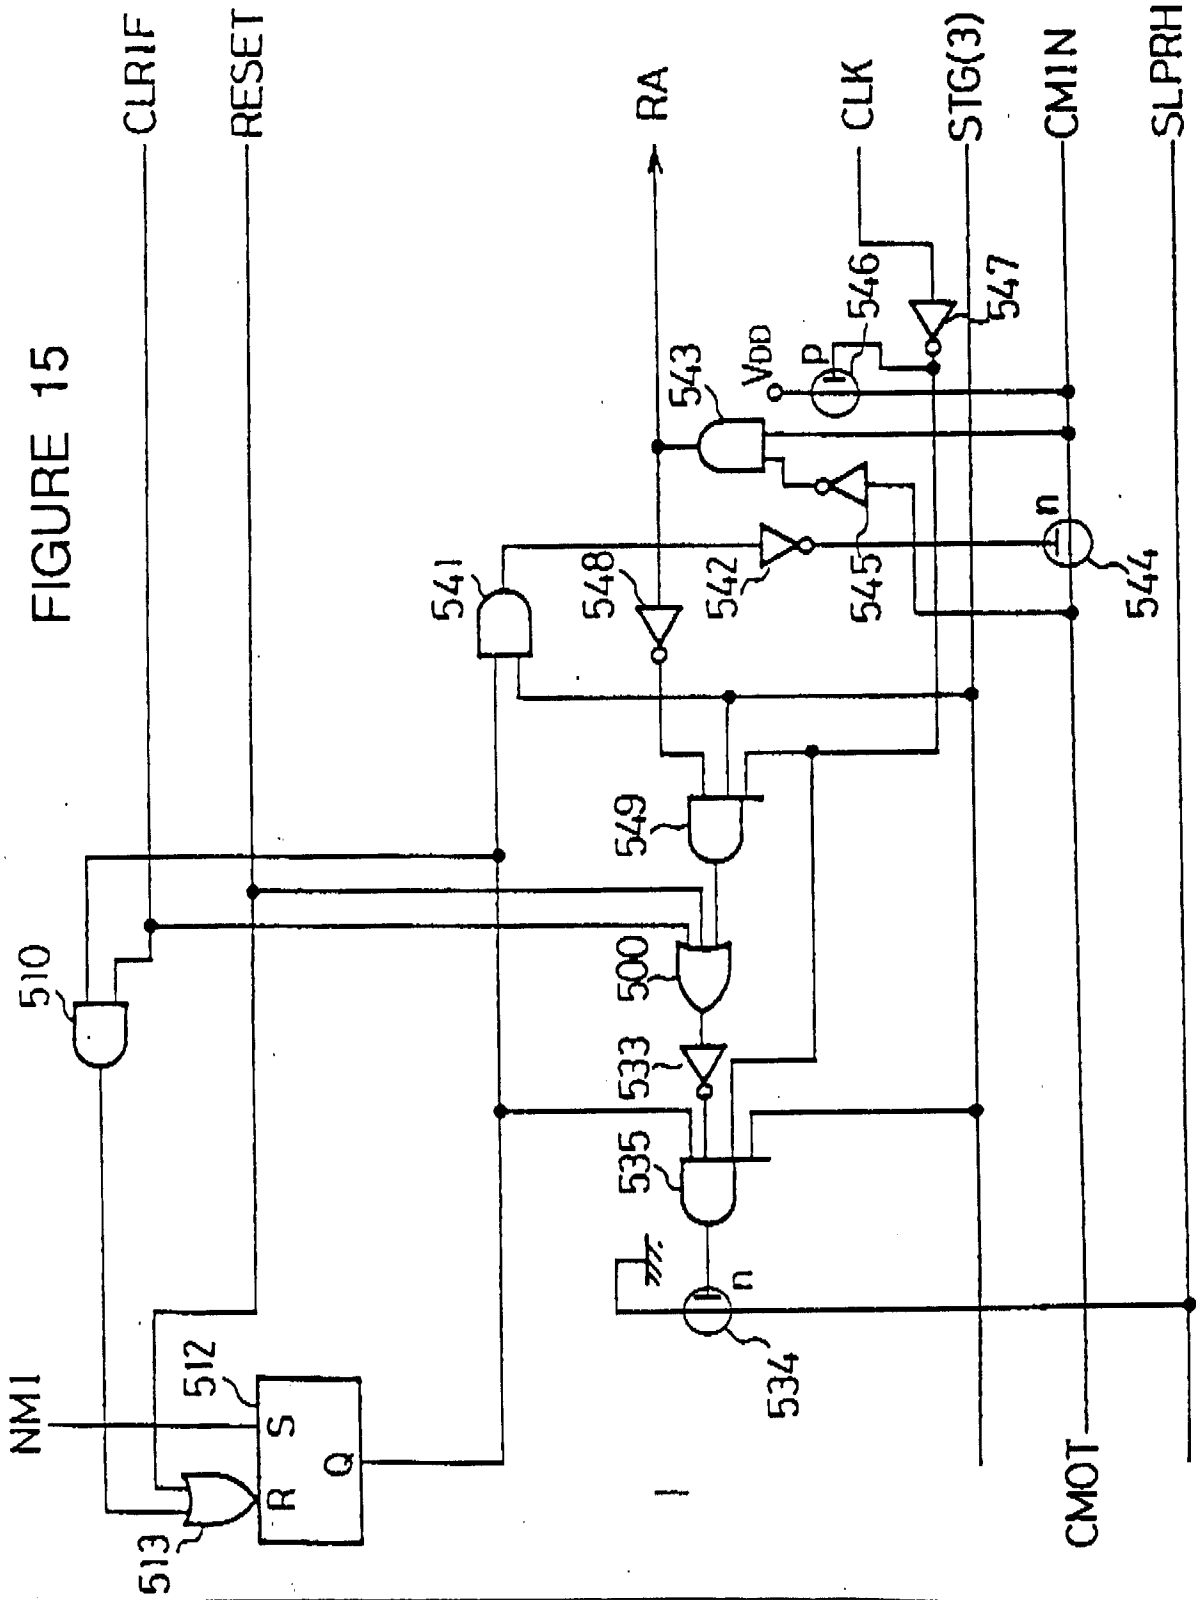 FIGURE 15
NMI
CLRIF
RESET
513
510
512
R
S
Q
541
RA
548
543
549
500
533
535
542
VDD
P
546
CLK
545
547
n
534
STG(3)
n
544
CMOT
CMIN
SLPRH